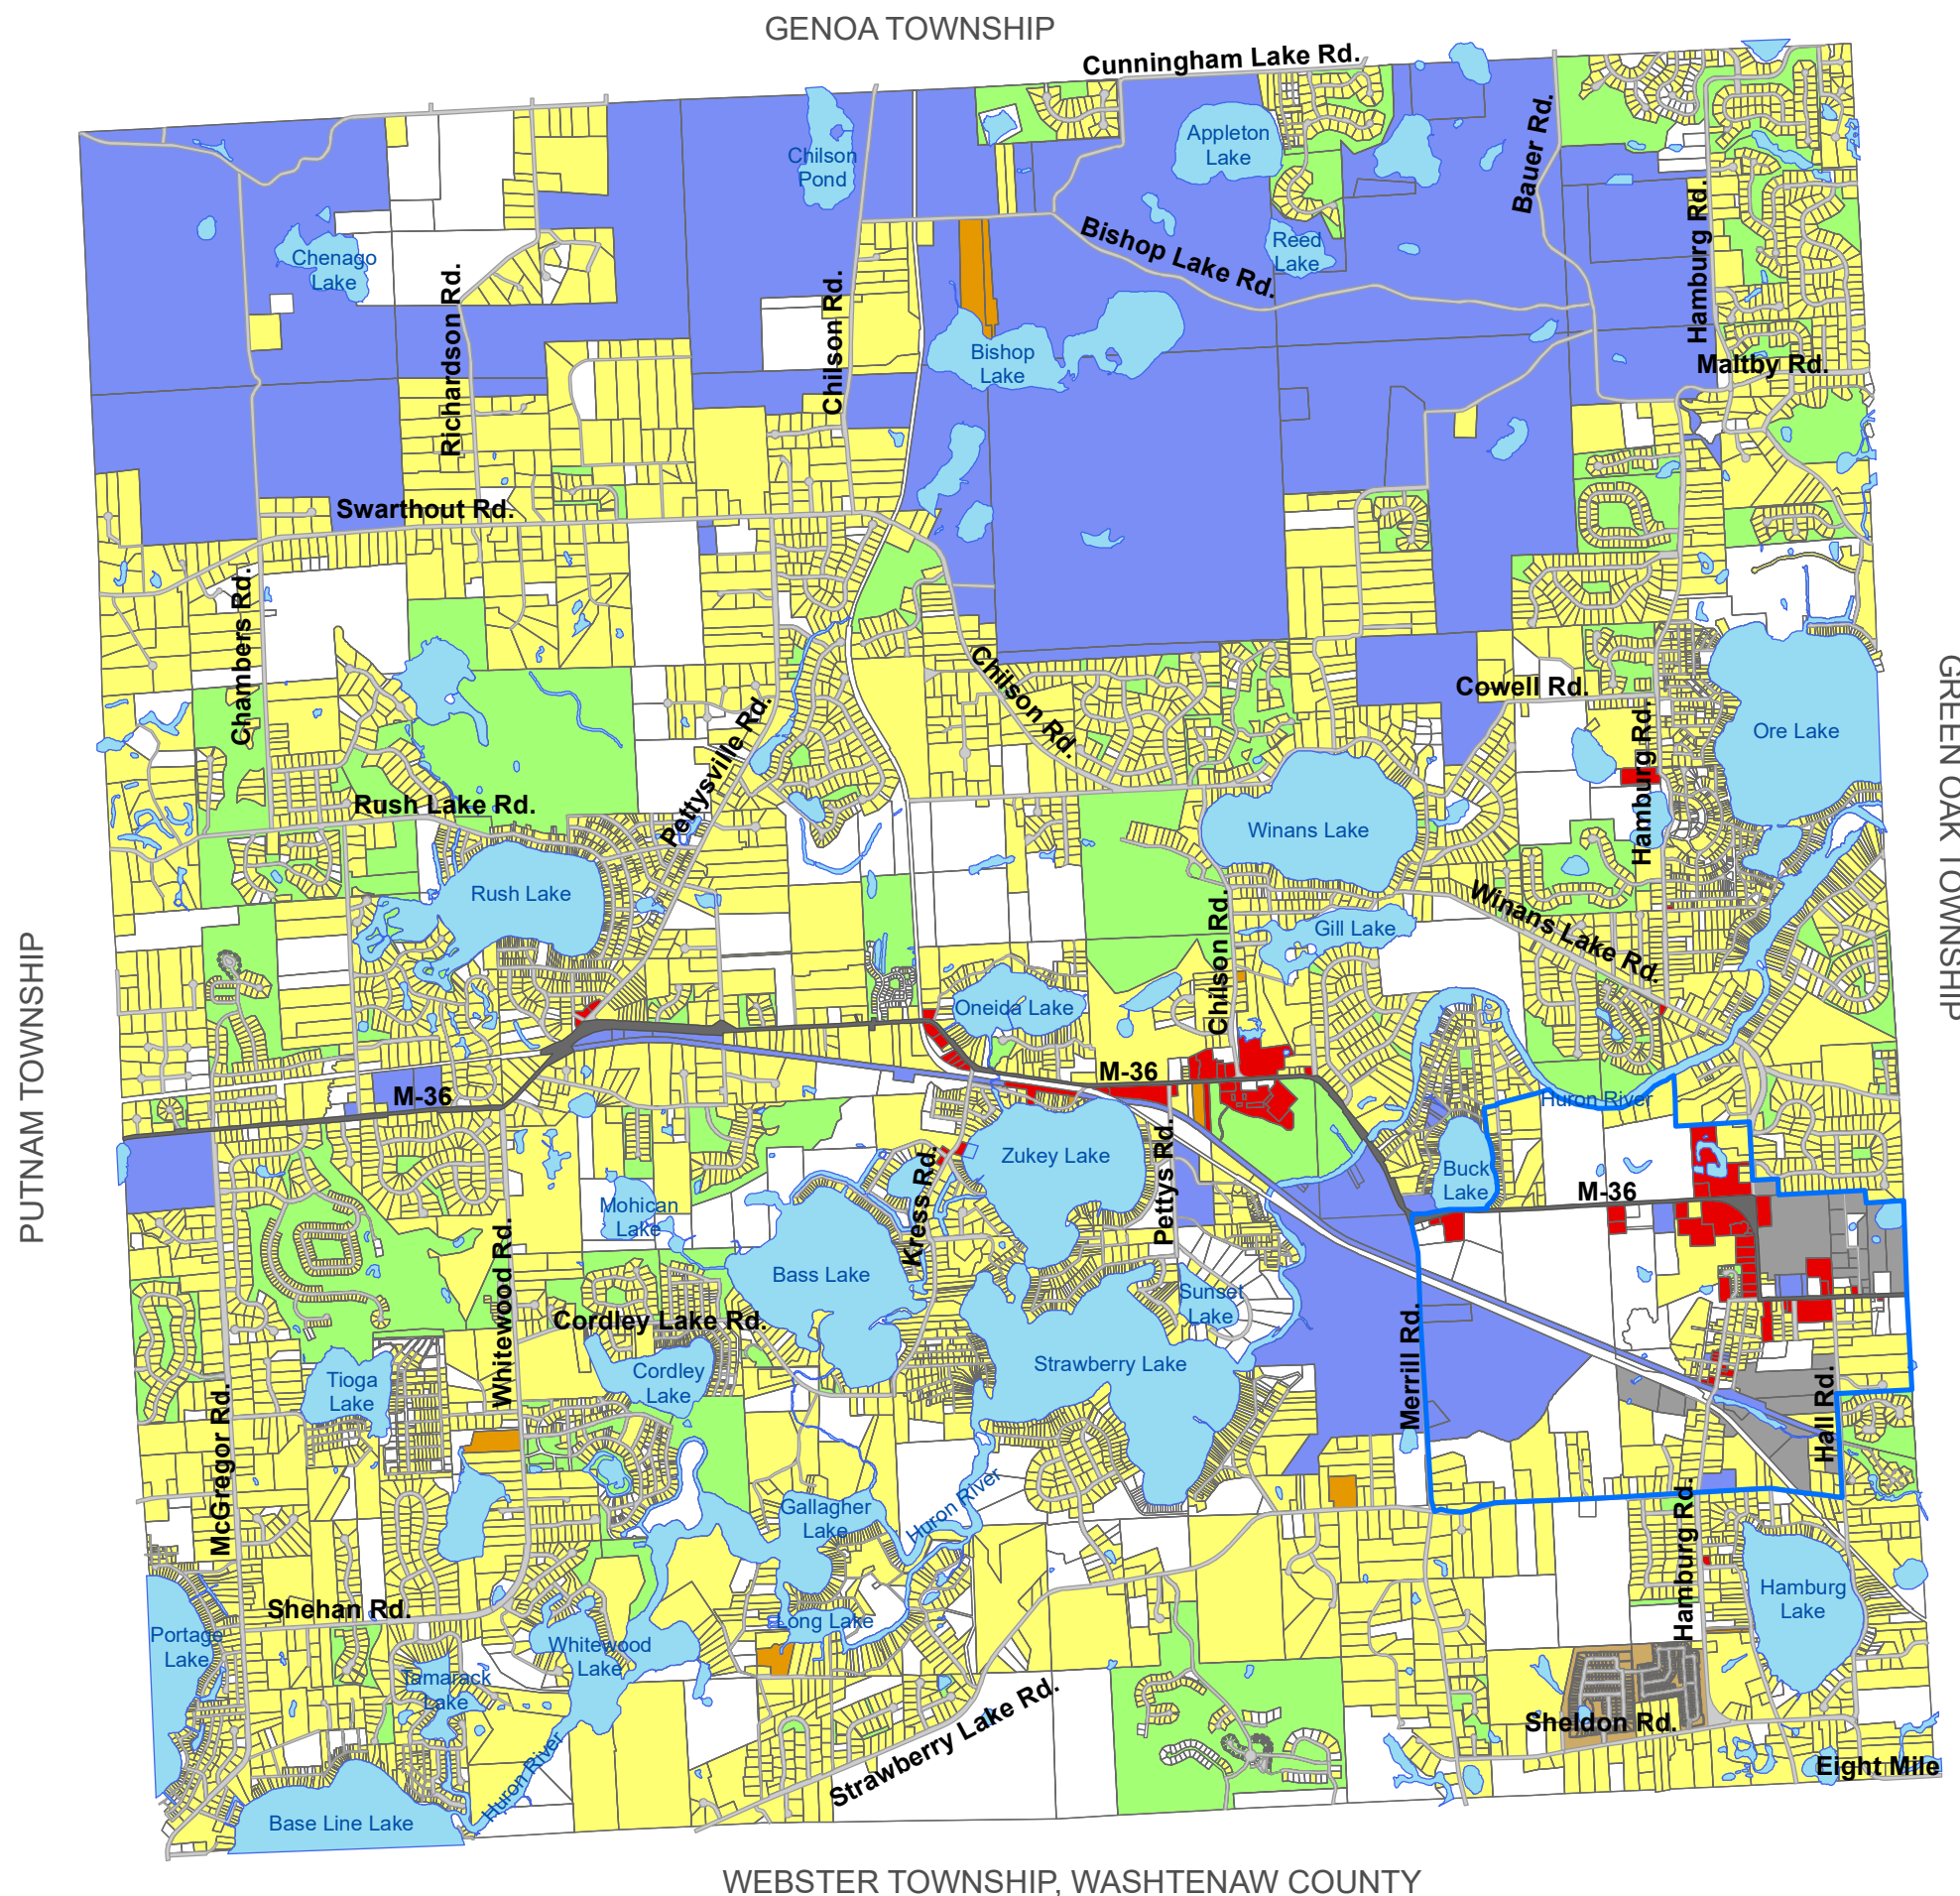 GENOA TOWNSHIP
Cunningham Lake Rd.
Appleton
Lake
Bauer Rd.
Chilson
Pond
Hamburg Rd.
Bishop Lake Rd.
Reed
Lake
Chenago
Lake
Richardson Rd.
Chilson Rd.
Bishop
Lake
Maltby Rd.
Swarthout Rd.
Chambers Rd.
Chilson Rd.
Cowell Rd.
GREEN OAK TOWNSHIP
Pettysville Rd.
Hamburg Rd.
Ore Lake
Rush Lake Rd.
Winans Lake
Rush Lake
Chilson Rd.
Gill Lake
Winans Lake Rd.
PUTNAM TOWNSHIP
Oneida Lake
M-36
M-36
Huron River
Zukey Lake
Pettys Rd.
Buck
Lake
M-36
Mohican
Lake
Kress Rd.
Whitewood Rd.
Bass Lake
Sunset
Lake
Cordley Lake Rd.
Strawberry Lake
Merrill Rd.
Cordley
Lake
Tioga
Lake
Hall Rd.
McGregor Rd.
Gallagher
Lake
Huron River
Hamburg Rd.
Hamburg
Lake
Shehan Rd.
Long Lake
Portage
Lake
Whitewood
Lake
Tamarack
Lake
Strawberry Lake Rd.
Sheldon Rd.
Eight Mile
Huron River
Base Line Lake
WEBSTER TOWNSHIP, WASHTENAW COUNTY